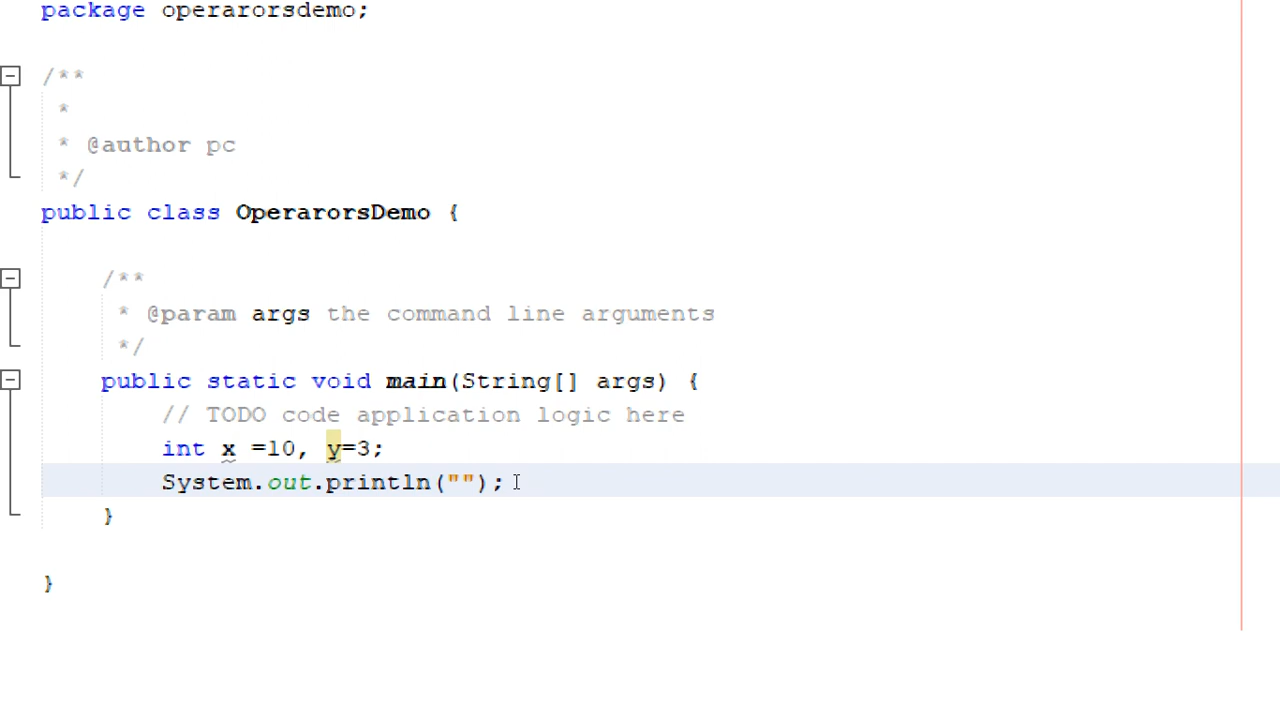 package operarorsdemo;
/**
*
* @author pc
*/
public class OperarorsDemo {
/**
* @param args the command line arguments
*/
public static void main(String[] args) {
// TODO code application logic here
int x =10, y=3;
System.out.println("");
}
}